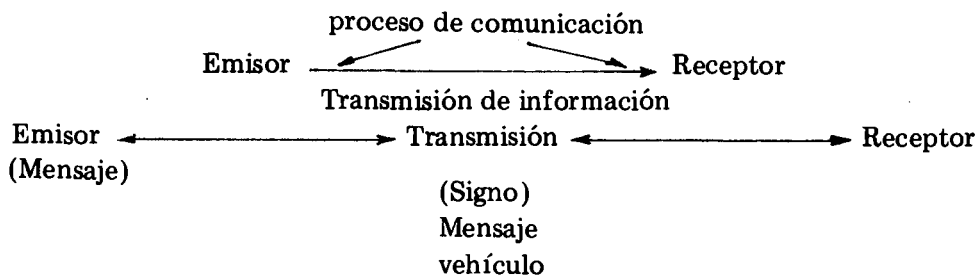 proceso de comunicación
Emisor Receptor
Transmisión de información
Emisor Transmisión Receptor
(Mensaje)
(Signo)
Mensaje
vehículo